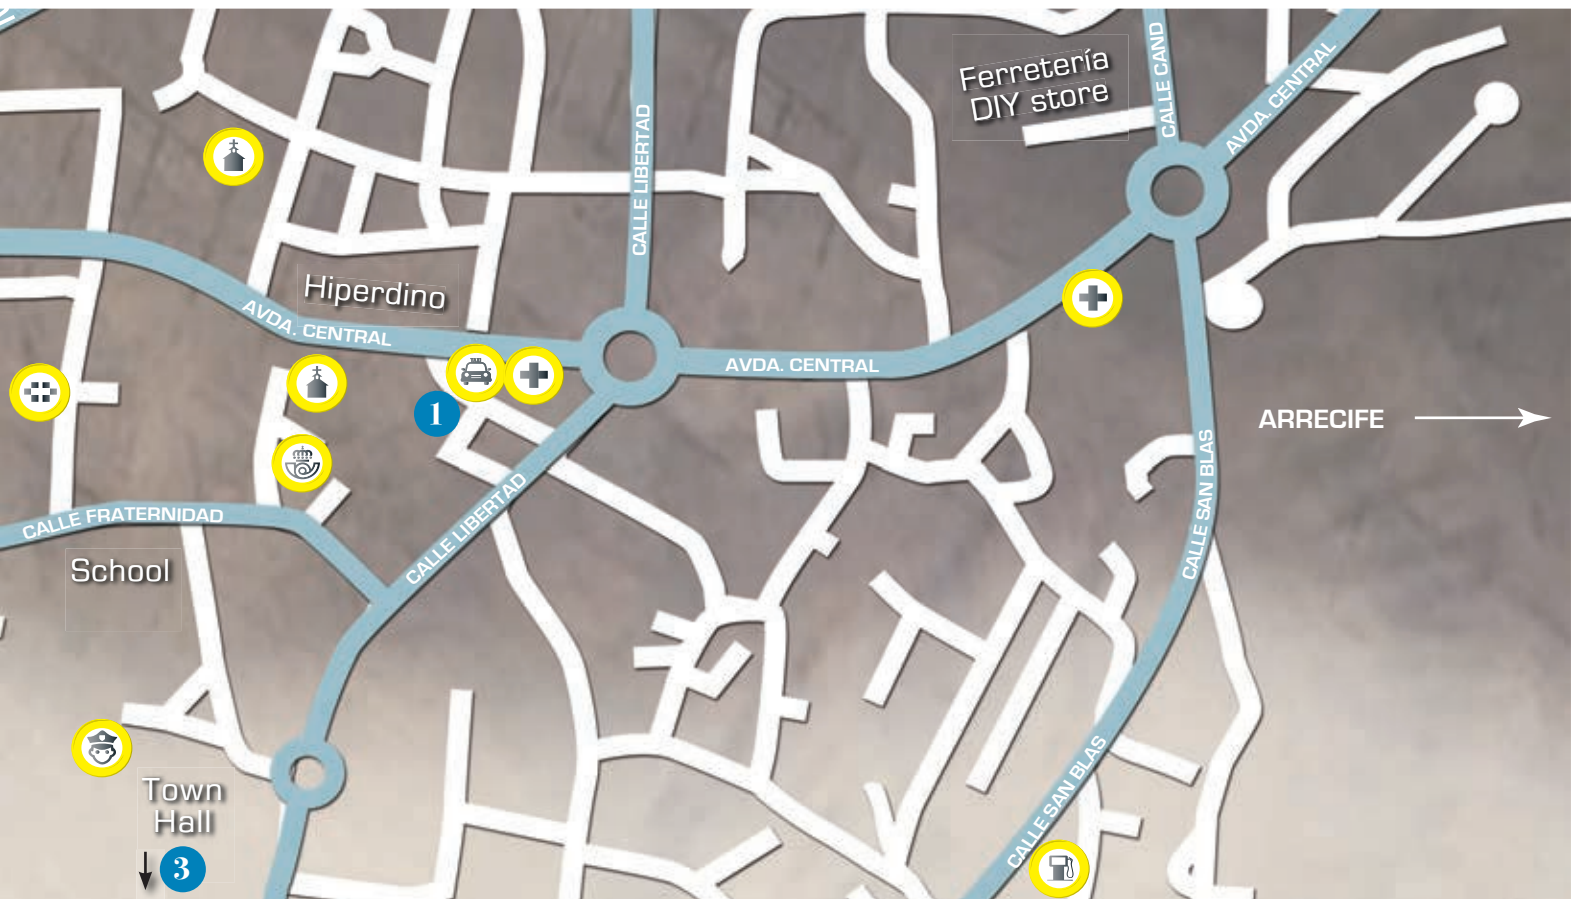 Ferretería
DIY store
CALLE CAND
AVDA. CENTRAL
CALLE LIBERTAD
Hiperdino
AVDA. CENTRAL
AVDA. CENTRAL
1
ARRECIFE
CALLE SAN BLAS
CALLE FRATERNIDAD
CALLE LIBERTAD
School
Town
Hall
3
CALLE SAN BLAS